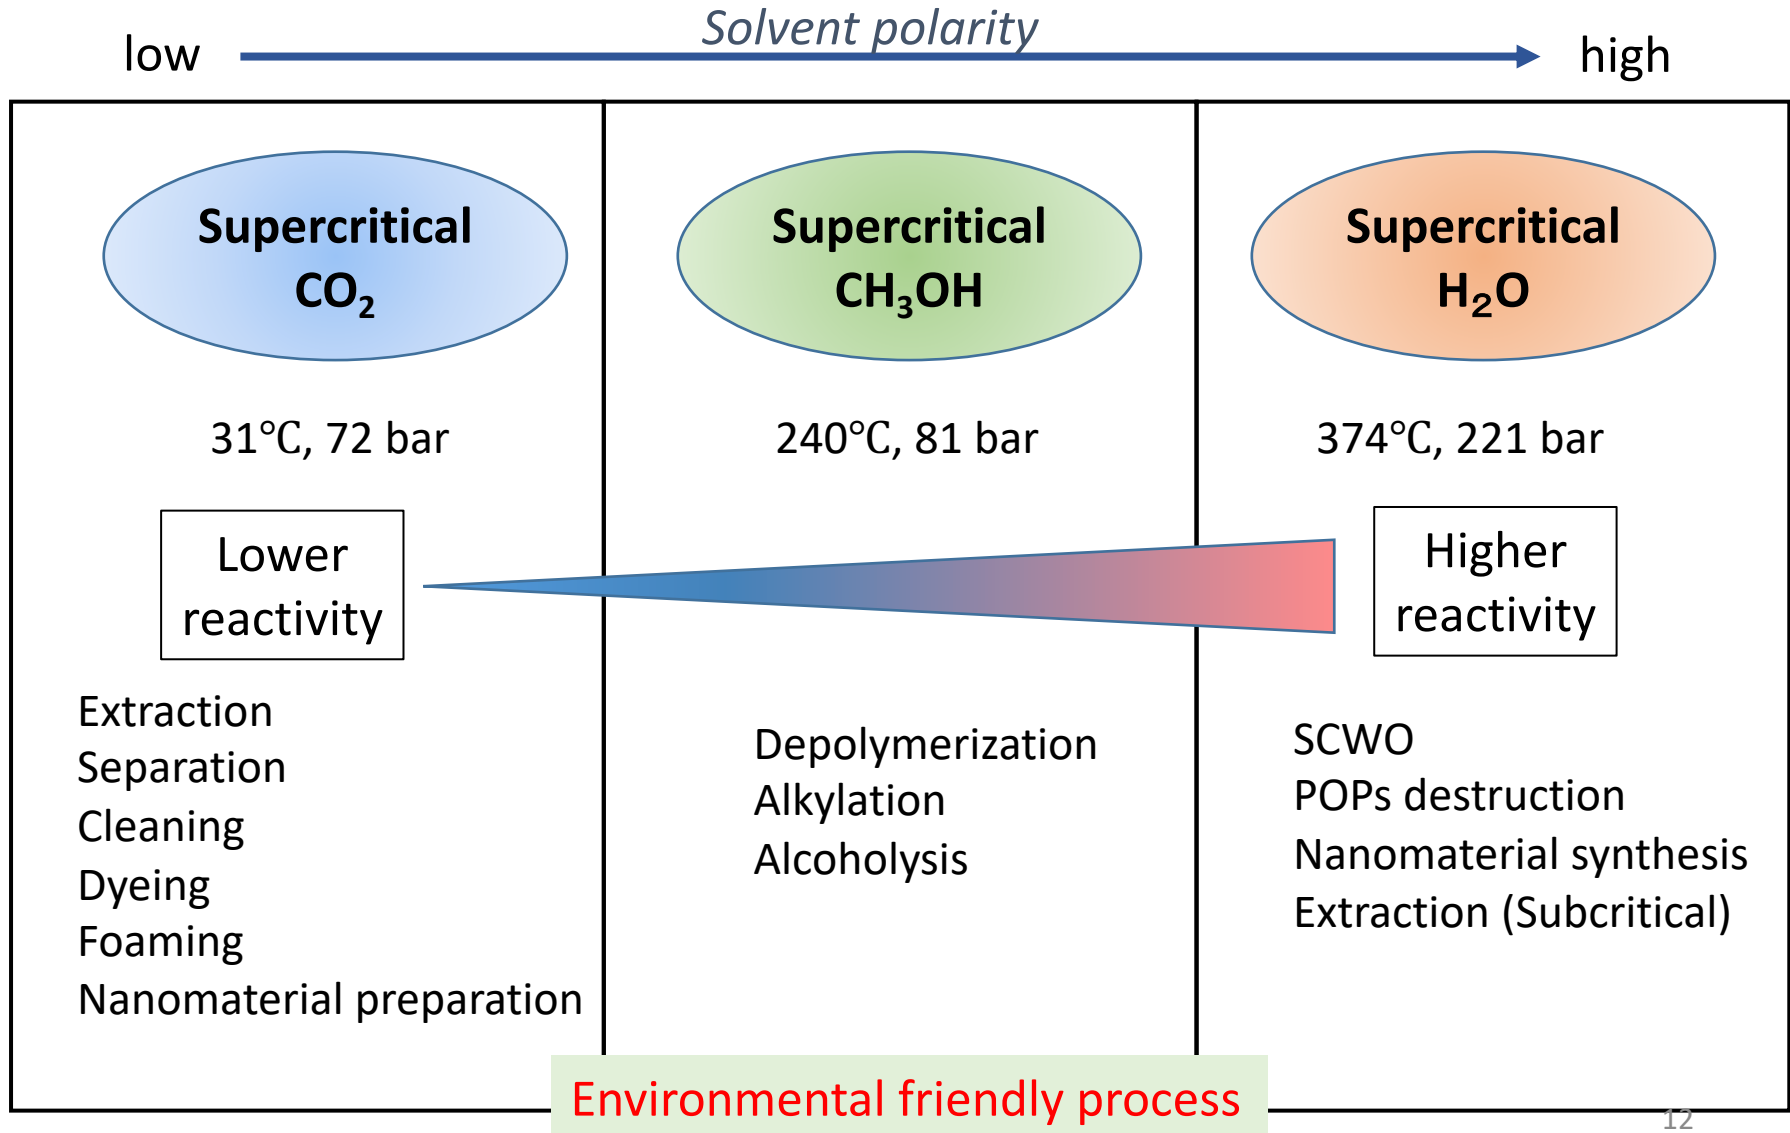 Solvent polarity
low
high
Supercritical
CO₂
Supercritical
CH₃OH
Supercritical
H₂O
31℃, 72 bar
240℃, 81 bar
374℃, 221 bar
Lower
reactivity
Higher
reactivity
Extraction
Separation
Cleaning
Dyeing
Foaming
Nanomaterial preparation
Depolymerization
Alkylation
Alcoholysis
SCWO
POPs destruction
Nanomaterial synthesis
Extraction (Subcritical)
Environmental friendly process
12